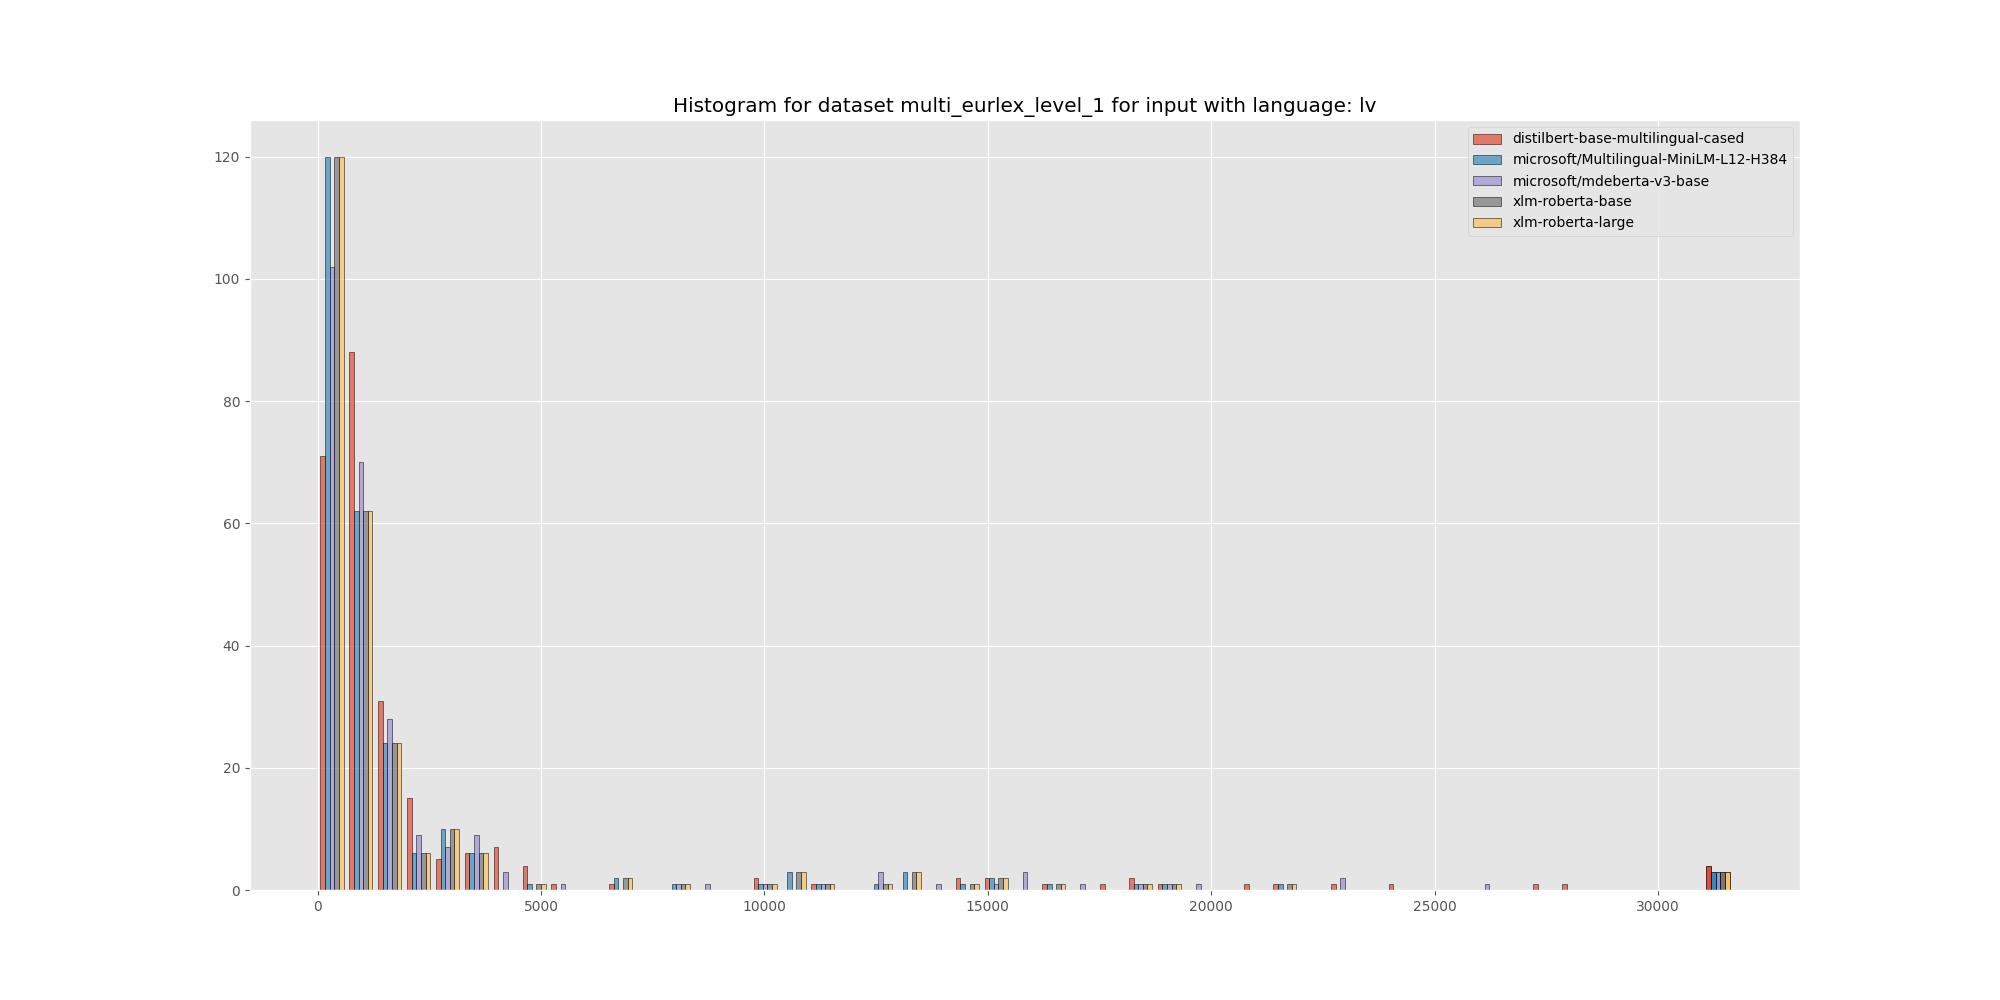 Histogram for dataset multi_eurlex_level_1 for input with language: lv
distilbert-base-multilingual-cased
microsoft/Multilingual-MiniLM-L12-H384
microsoft/mdeberta-v3-base
xlm-roberta-base
xlm-roberta-large
120
100
80
60
40
20
0
0 5000 10000 15000 20000 25000 30000